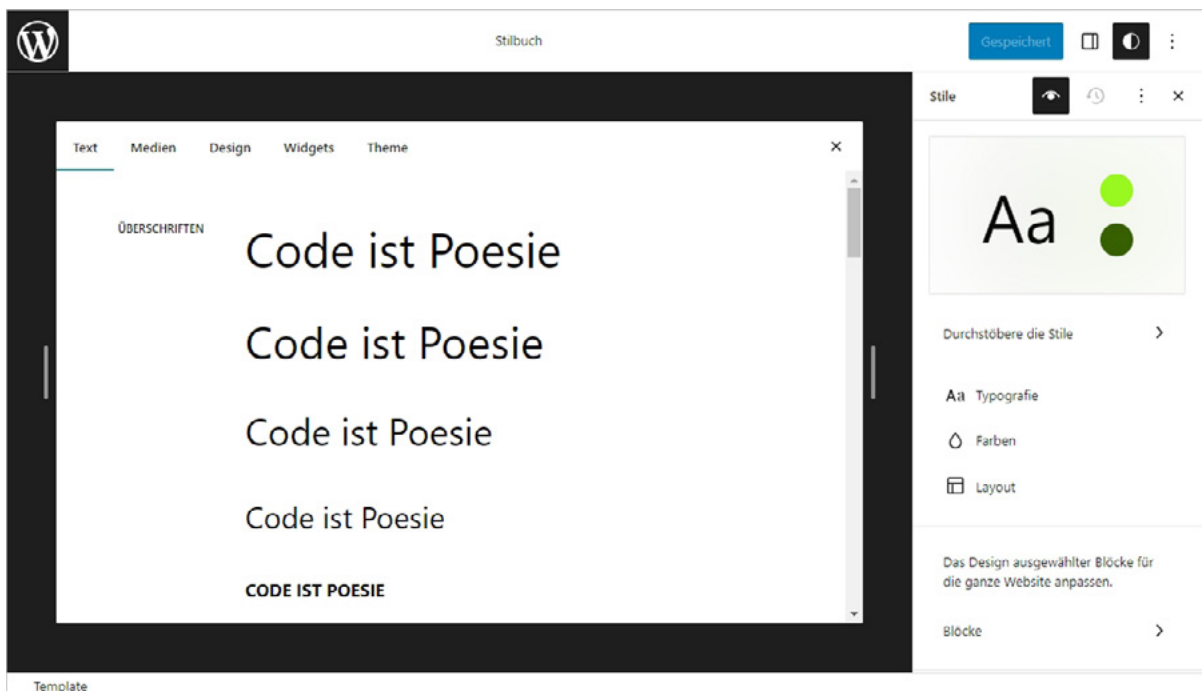 Stilbuch
Gespeichert
Stile
Text Medien Design Widgets Theme
ÜBERSCHRIFTEN
Code ist Poesie
Code ist Poesie
Code ist Poesie
Code ist Poesie
CODE IST POESIE
Aa
Durchstöbere die Stile
Aa Typografie
Farben
Layout
Das Design ausgewählter Blöcke für
die ganze Website anpassen.
Blöcke
Template